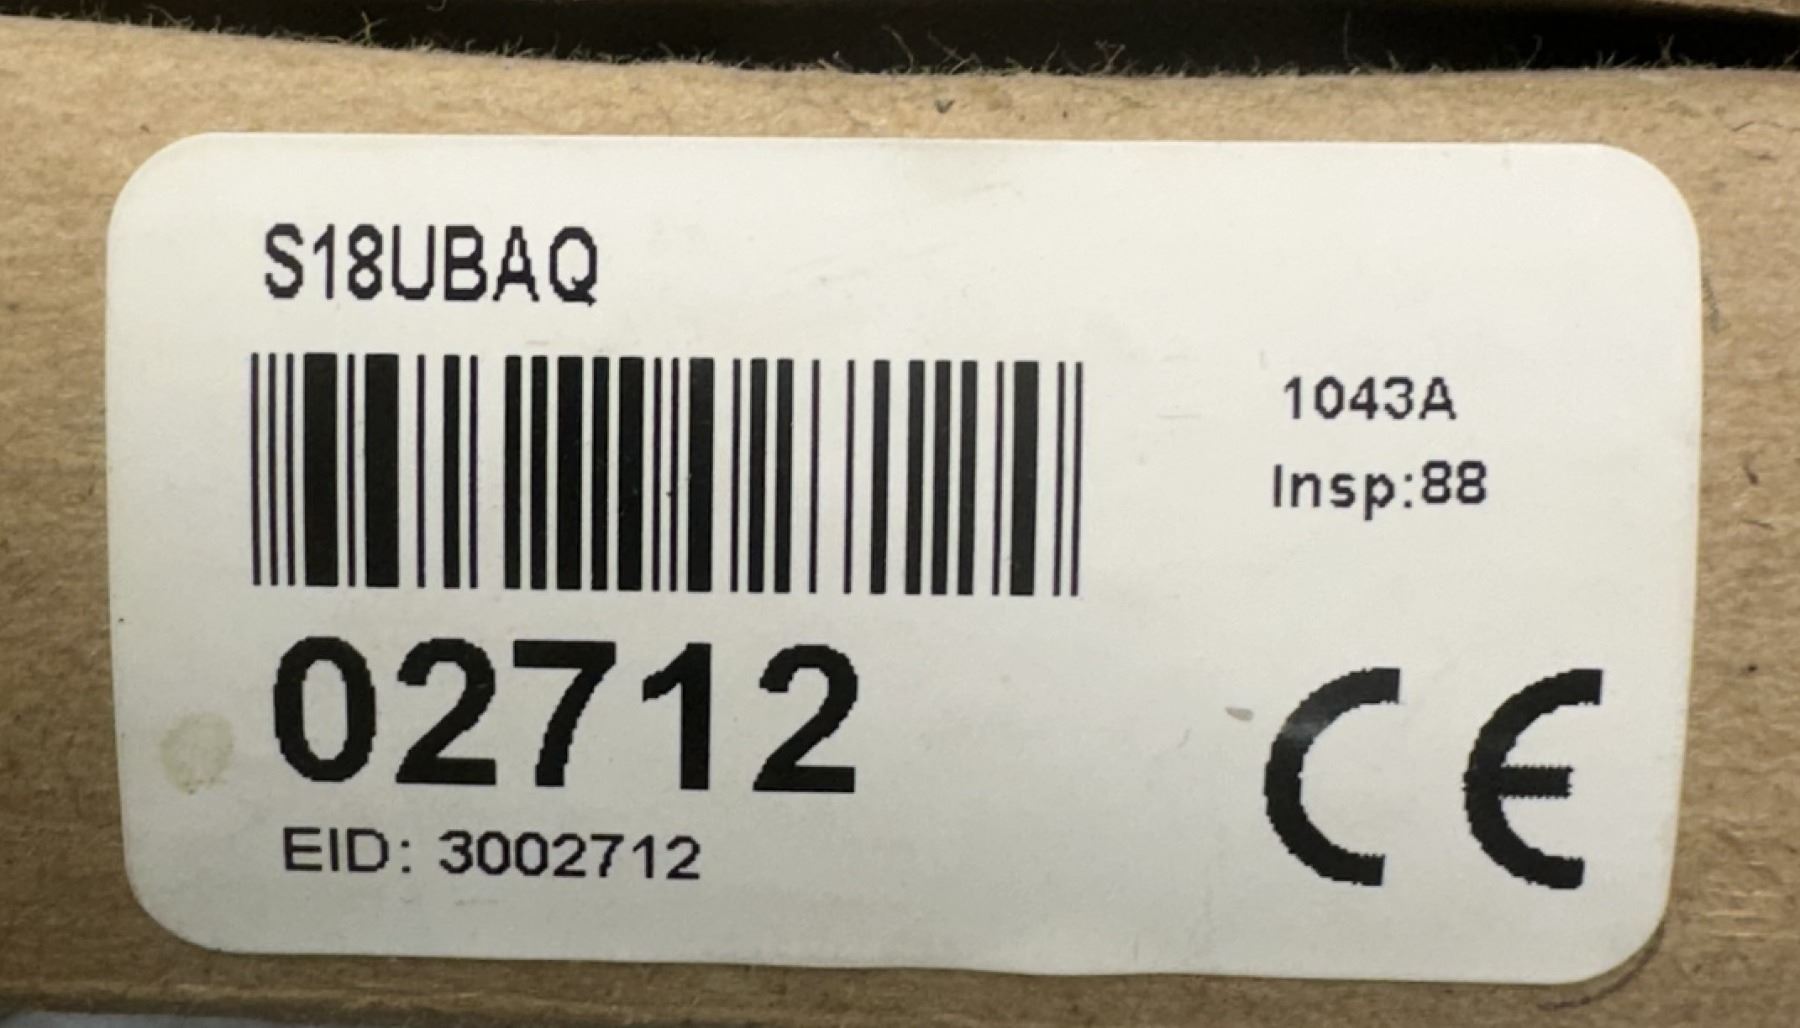 S18UBAQ
1043A
Insp:88
02712
EID: 3002712
CE